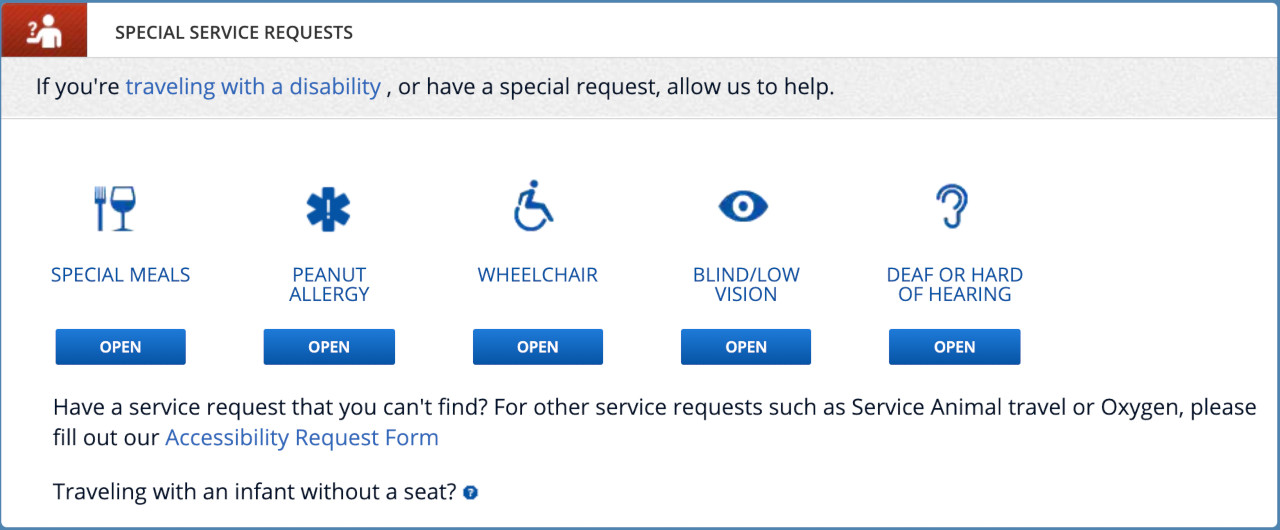 SPECIAL SERVICE REQUESTS
If you're traveling with a disability , or have a special request, allow us to help.
SPECIAL MEALS
PEANUT
ALLERGY
WHEELCHAIR
BLIND/LOW
VISION
DEAF OR HARD
OF HEARING
OPEN
OPEN
OPEN
OPEN
OPEN
Have a service request that you can't find? For other service requests such as Service Animal travel or Oxygen, please
fill out our Accessibility Request Form
Traveling with an infant without a seat? ?